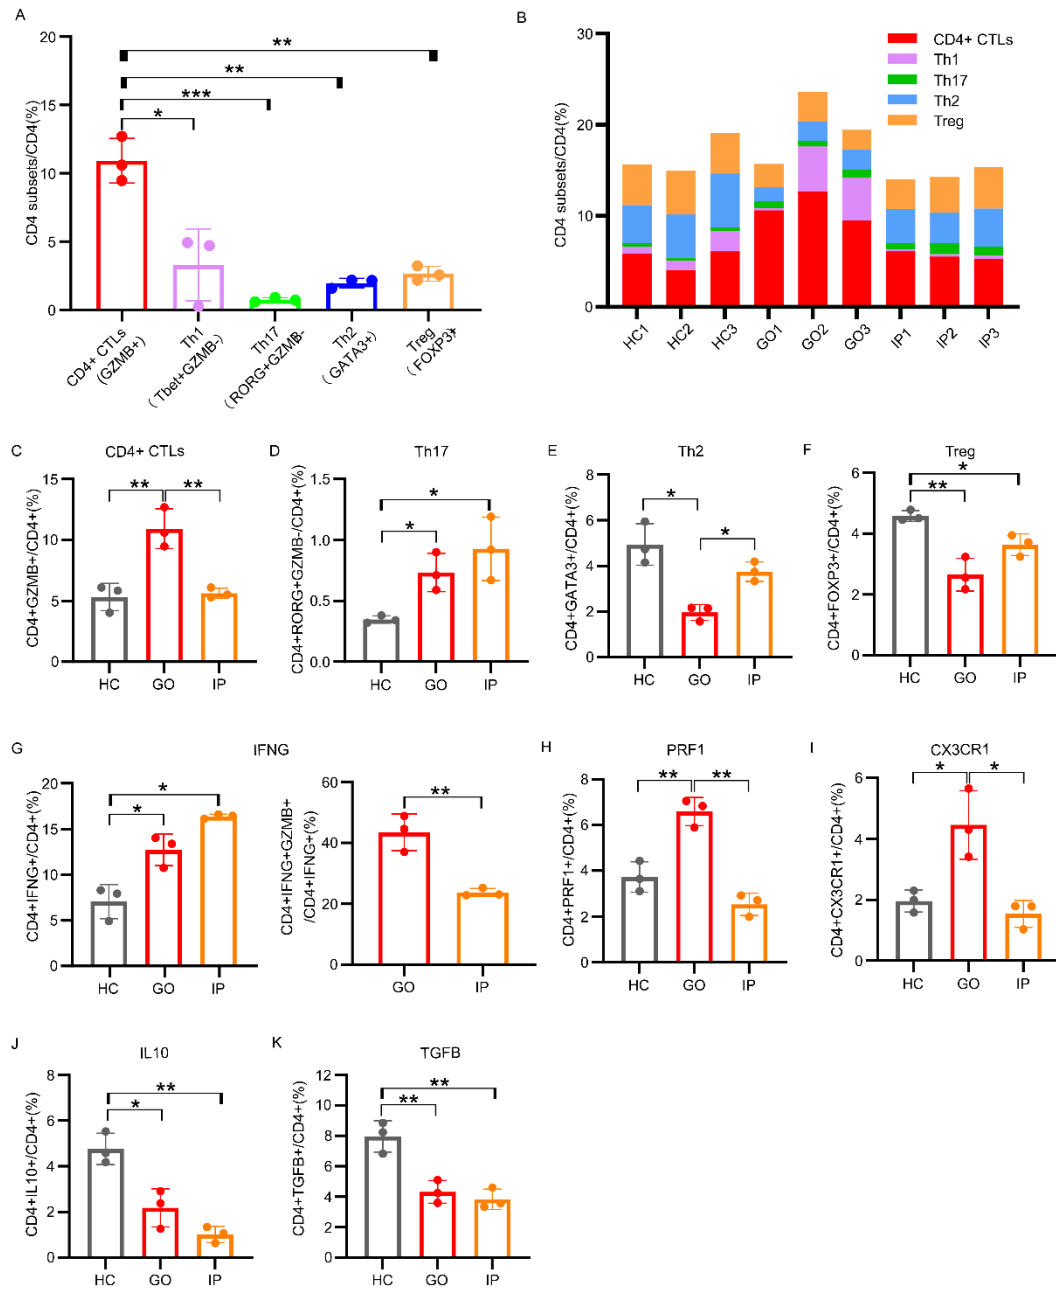 A
CD4 subsets/CD4(%)
20
15
10
5
0
**
**
***
*
CD4+ CTLs
(GZMB+)
Th1
(Tbet+GZMB-)
Th17
(RORG+GZMB-
Th2
(GATA3+)
Treg
(FOXP3+
B
CD4 subsets/CD4(%)
30
20
10
0
CD4+ CTLs
Th1
Th17
Th2
Treg
HC1
HC2
HC3
GO1
GO2
GO3
IP1
IP2
IP3
C
CD4+ CTLs
CD4+GZMB+/CD4+(%)
15
10
5
0
**
**
HC
GO
IP
D
Th17
CD4+RORG+GZMB-/CD4+(%)
1.5
1.0
0.5
0.0
*
*
HC
GO
IP
E
Th2
CD4+GATA3+/CD4+(%)
8
6
4
2
0
*
*
HC
GO
IP
F
Treg
CD4+FOXP3+/CD4+(%)
6
4
2
0
*
**
HC
GO
IP
G
IFNG
CD4+IFNG+/CD4+(%)
20
15
10
5
0
*
*
HC
GO
IP
CD4+IFNG+GZMB+
/CD4+IFNG+(%)
60
40
20
0
**
GO
IP
H
PRF1
CD4+PRF1+/CD4+(%)
8
6
4
2
0
**
**
HC
GO
IP
I
CX3CR1
CD4+CX3CR1+/CD4+(%)
6
4
2
0
*
*
HC
GO
IP
J
IL10
CD4+IL10+/CD4+(%)
8
6
4
2
0
**
*
HC
GO
IP
K
TGFB
CD4+TGFB+/CD4+(%)
12
10
8
6
4
2
0
**
**
HC
GO
IP